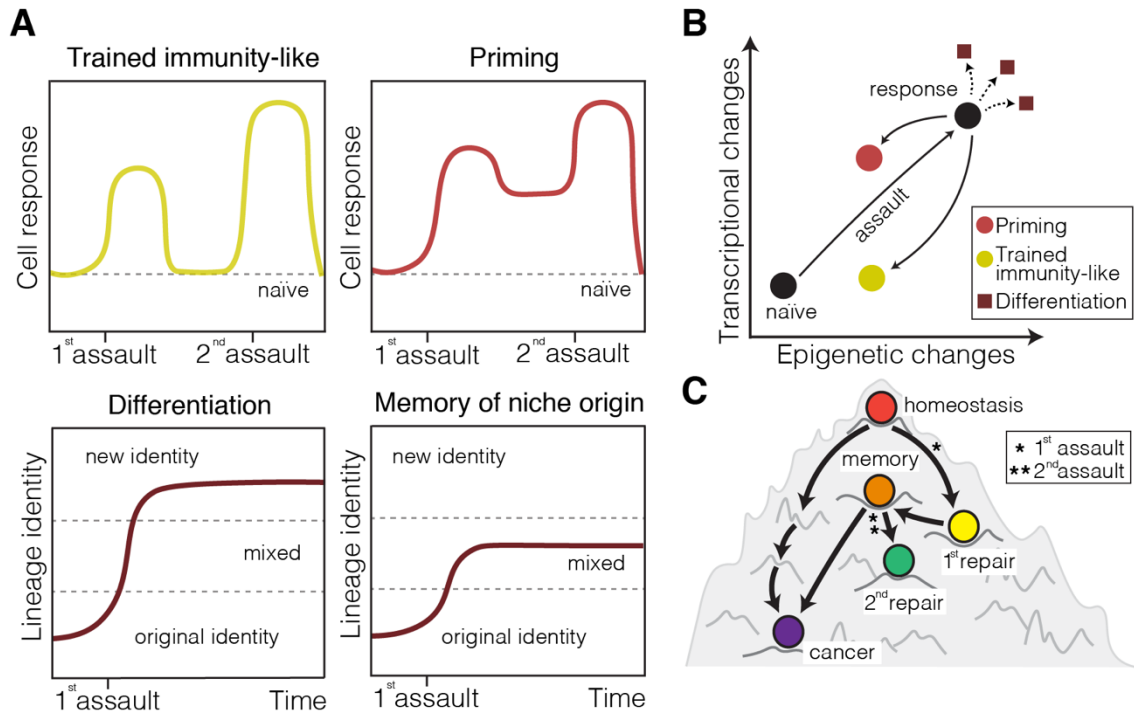 A
Trained immunity-like
Cell response
naïve
1st assault
2nd assault
Priming
Cell response
naïve
1st assault
2nd assault
Differentiation
Lineage identity
new identity
mixed
original identity
1st assault
Time
Memory of niche origin
Lineage identity
new identity
mixed
original identity
1st assault
Time
B
Transcriptional changes
response
assault
naïve
Priming
Trained
immunity-like
Differentiation
Epigenetic changes
C
homeostasis
*
* 1st assault
** 2nd assault
memory
**
1st repair
2nd repair
cancer